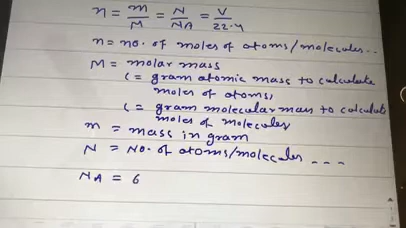 n = m/M = N/NA = V/22.4
n = no. of moles of atoms/molecules...
M = molar mass
(= gram atomic mass to calculate
moles of atoms,
(= gram molecular mass to calculate
moles of molecules
m = mass in gram
N = No. of atoms/molecules - - -
NA = 6